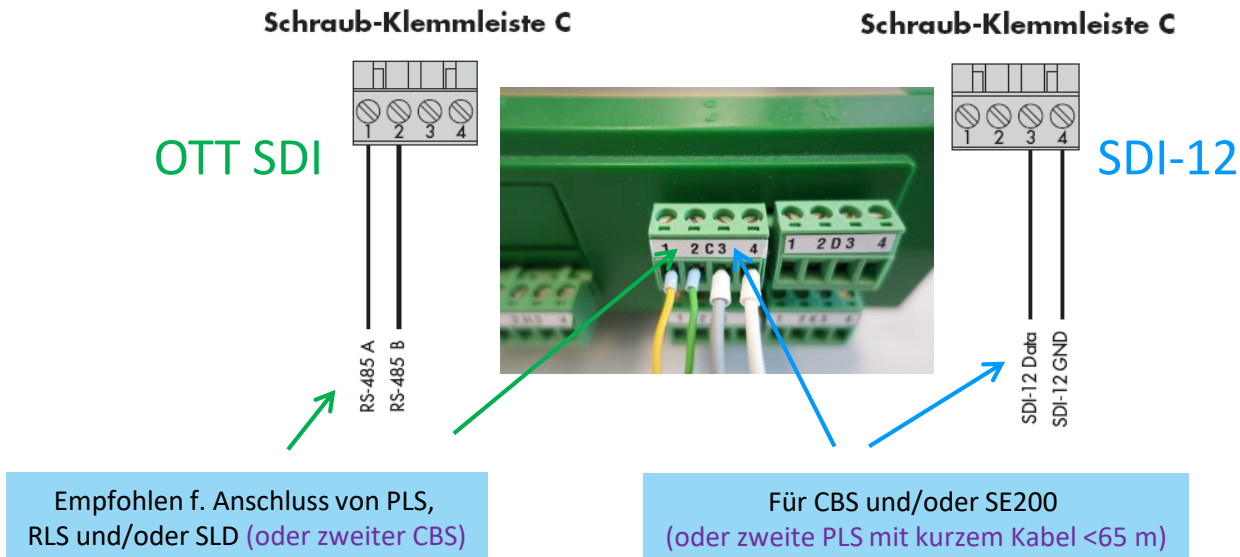 Schraub-Klemmleiste C
Schraub-Klemmleiste C
1 2 3 4
1 2 3 4
OTT SDI
SDI-12
1 2 C 3 4
1 2 D 3 4
RS-485 A
RS-485 B
SDI-12 Data
SDI-12 GND
Empfohlen f. Anschluss von PLS,
RLS und/oder SLD (oder zweiter CBS)
Für CBS und/oder SE200
(oder zweite PLS mit kurzem Kabel <65 m)